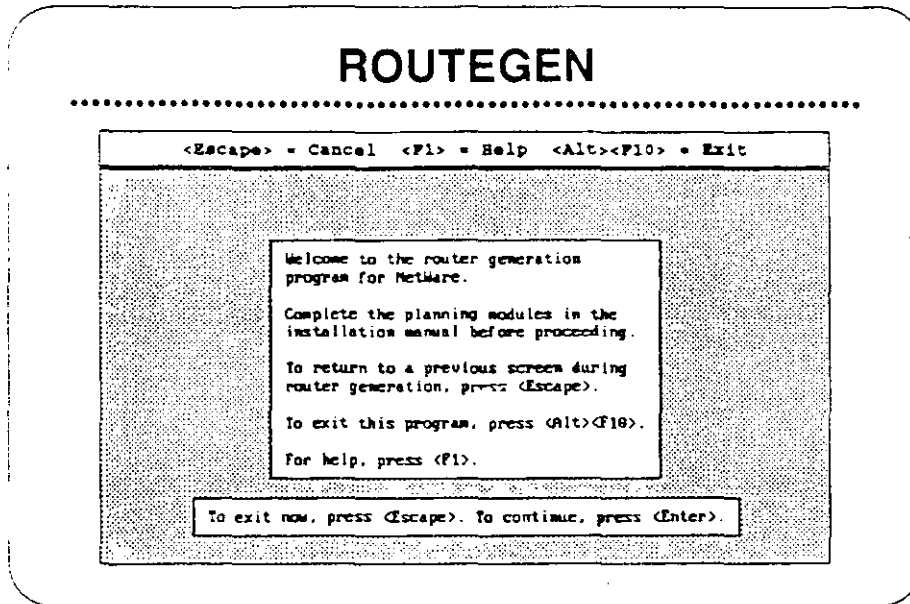 ROUTEGEN
<Escape> = Cancel <F1> = Help <Alt><F10> = Exit
Welcome to the router generation
program for NetWare.
Complete the planning modules in the
installation manual before proceeding.
To return to a previous screen during
router generation, press <Escape>.
To exit this program, press <Alt><F10>.
For help, press <F1>.
To exit now, press <Escape>. To continue, press <Enter>.